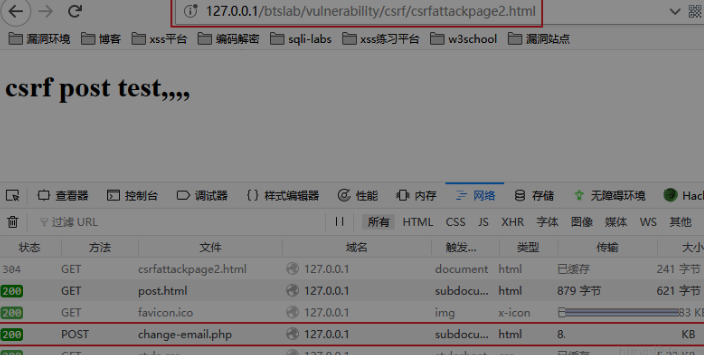 127.0.0.1/btslab/vulnerability/csrf/csrfattackpage2.html
漏洞环境 博客 xss平台 编码解密 sqli-labs xss练习平台 w3school 漏洞站点
csrf post test,,,,
查看器 控制台 调试器 {} 样式编辑器 性能 内存 网络 存储 无障碍环境 Hac
过滤 URL 所有 HTML CSS JS XHR 字体 图像 媒体 WS 其他
状态 方法 文件 域名 触发... 类型 传输 大小
304 GET csrfattackpage2.html 127.0.0.1 document html 已缓存 241 字节
200 GET post.html 127.0.0.1 subdocu... html 879 字节 621 字节
200 GET favicon.ico 127.0.0.1 img x-icon 83 KB
200 POST change-email.php 127.0.0.1 subdocu... html 8. KB